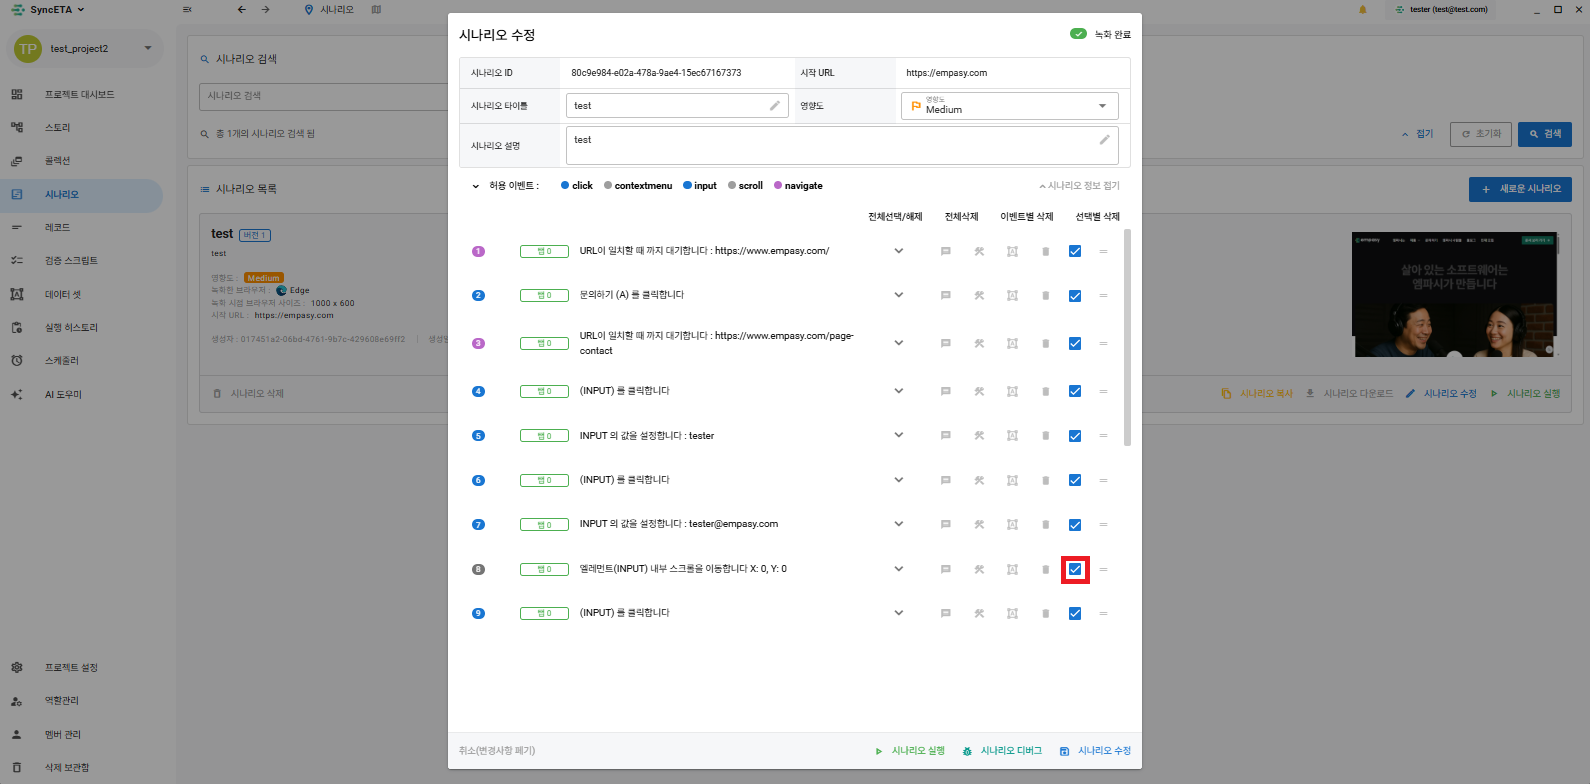 SyncETA
시나리오
tester (test@test.com)
TP
test_project2
프로젝트 대시보드
스토리
콜렉션
시나리오
레코드
검증 스크립트
데이터 셋
실행 히스토리
스케줄러
AI 도우미
프로젝트 설정
역할관리
멤버 관리
삭제 보관함
시나리오 검색
시나리오 검색
총 1개의 시나리오 검색 됨
접기
초기화
검색
시나리오 목록
새로운 시나리오
test 버전 1
test
영향도 : Medium
녹화한 브라우저 : Edge
녹화 시점 브라우저 사이즈 : 1000 x 600
시작 URL : https://empasy.com
생성자 : 017451a2-06bd-4761-9b7c-429608e69ff2
empasy
살아 있는 소프트웨어는
엠파시가 만듭니다
시나리오 삭제
시나리오 복사
시나리오 다운로드
시나리오 수정
시나리오 실행
시나리오 수정
녹화 완료
시나리오 ID 80c9e984-e02a-478a-9ae4-15ec67167373 시작 URL https://empasy.com
시나리오 타이틀 test 영향도 영향도 Medium
시나리오 설명 test
허용 이벤트 : click contextmenu input scroll navigate
시나리오 정보 접기
전체선택/해제 전체삭제 이벤트별 삭제 선택별 삭제
1 탭 0 URL이 일치할 때 까지 대기합니다 : https://www.empasy.com/
2 탭 0 문의하기 (A) 를 클릭합니다
3 탭 0 URL이 일치할 때 까지 대기합니다 : https://www.empasy.com/page-
contact
4 탭 0 (INPUT) 를 클릭합니다
5 탭 0 INPUT 의 값을 설정합니다 : tester
6 탭 0 (INPUT) 를 클릭합니다
7 탭 0 INPUT 의 값을 설정합니다 : tester@empasy.com
8 탭 0 엘레먼트(INPUT) 내부 스크롤을 이동합니다 X: 0, Y: 0
9 탭 0 (INPUT) 를 클릭합니다
취소(변경사항 폐기)
시나리오 실행
시나리오 디버그
시나리오 수정